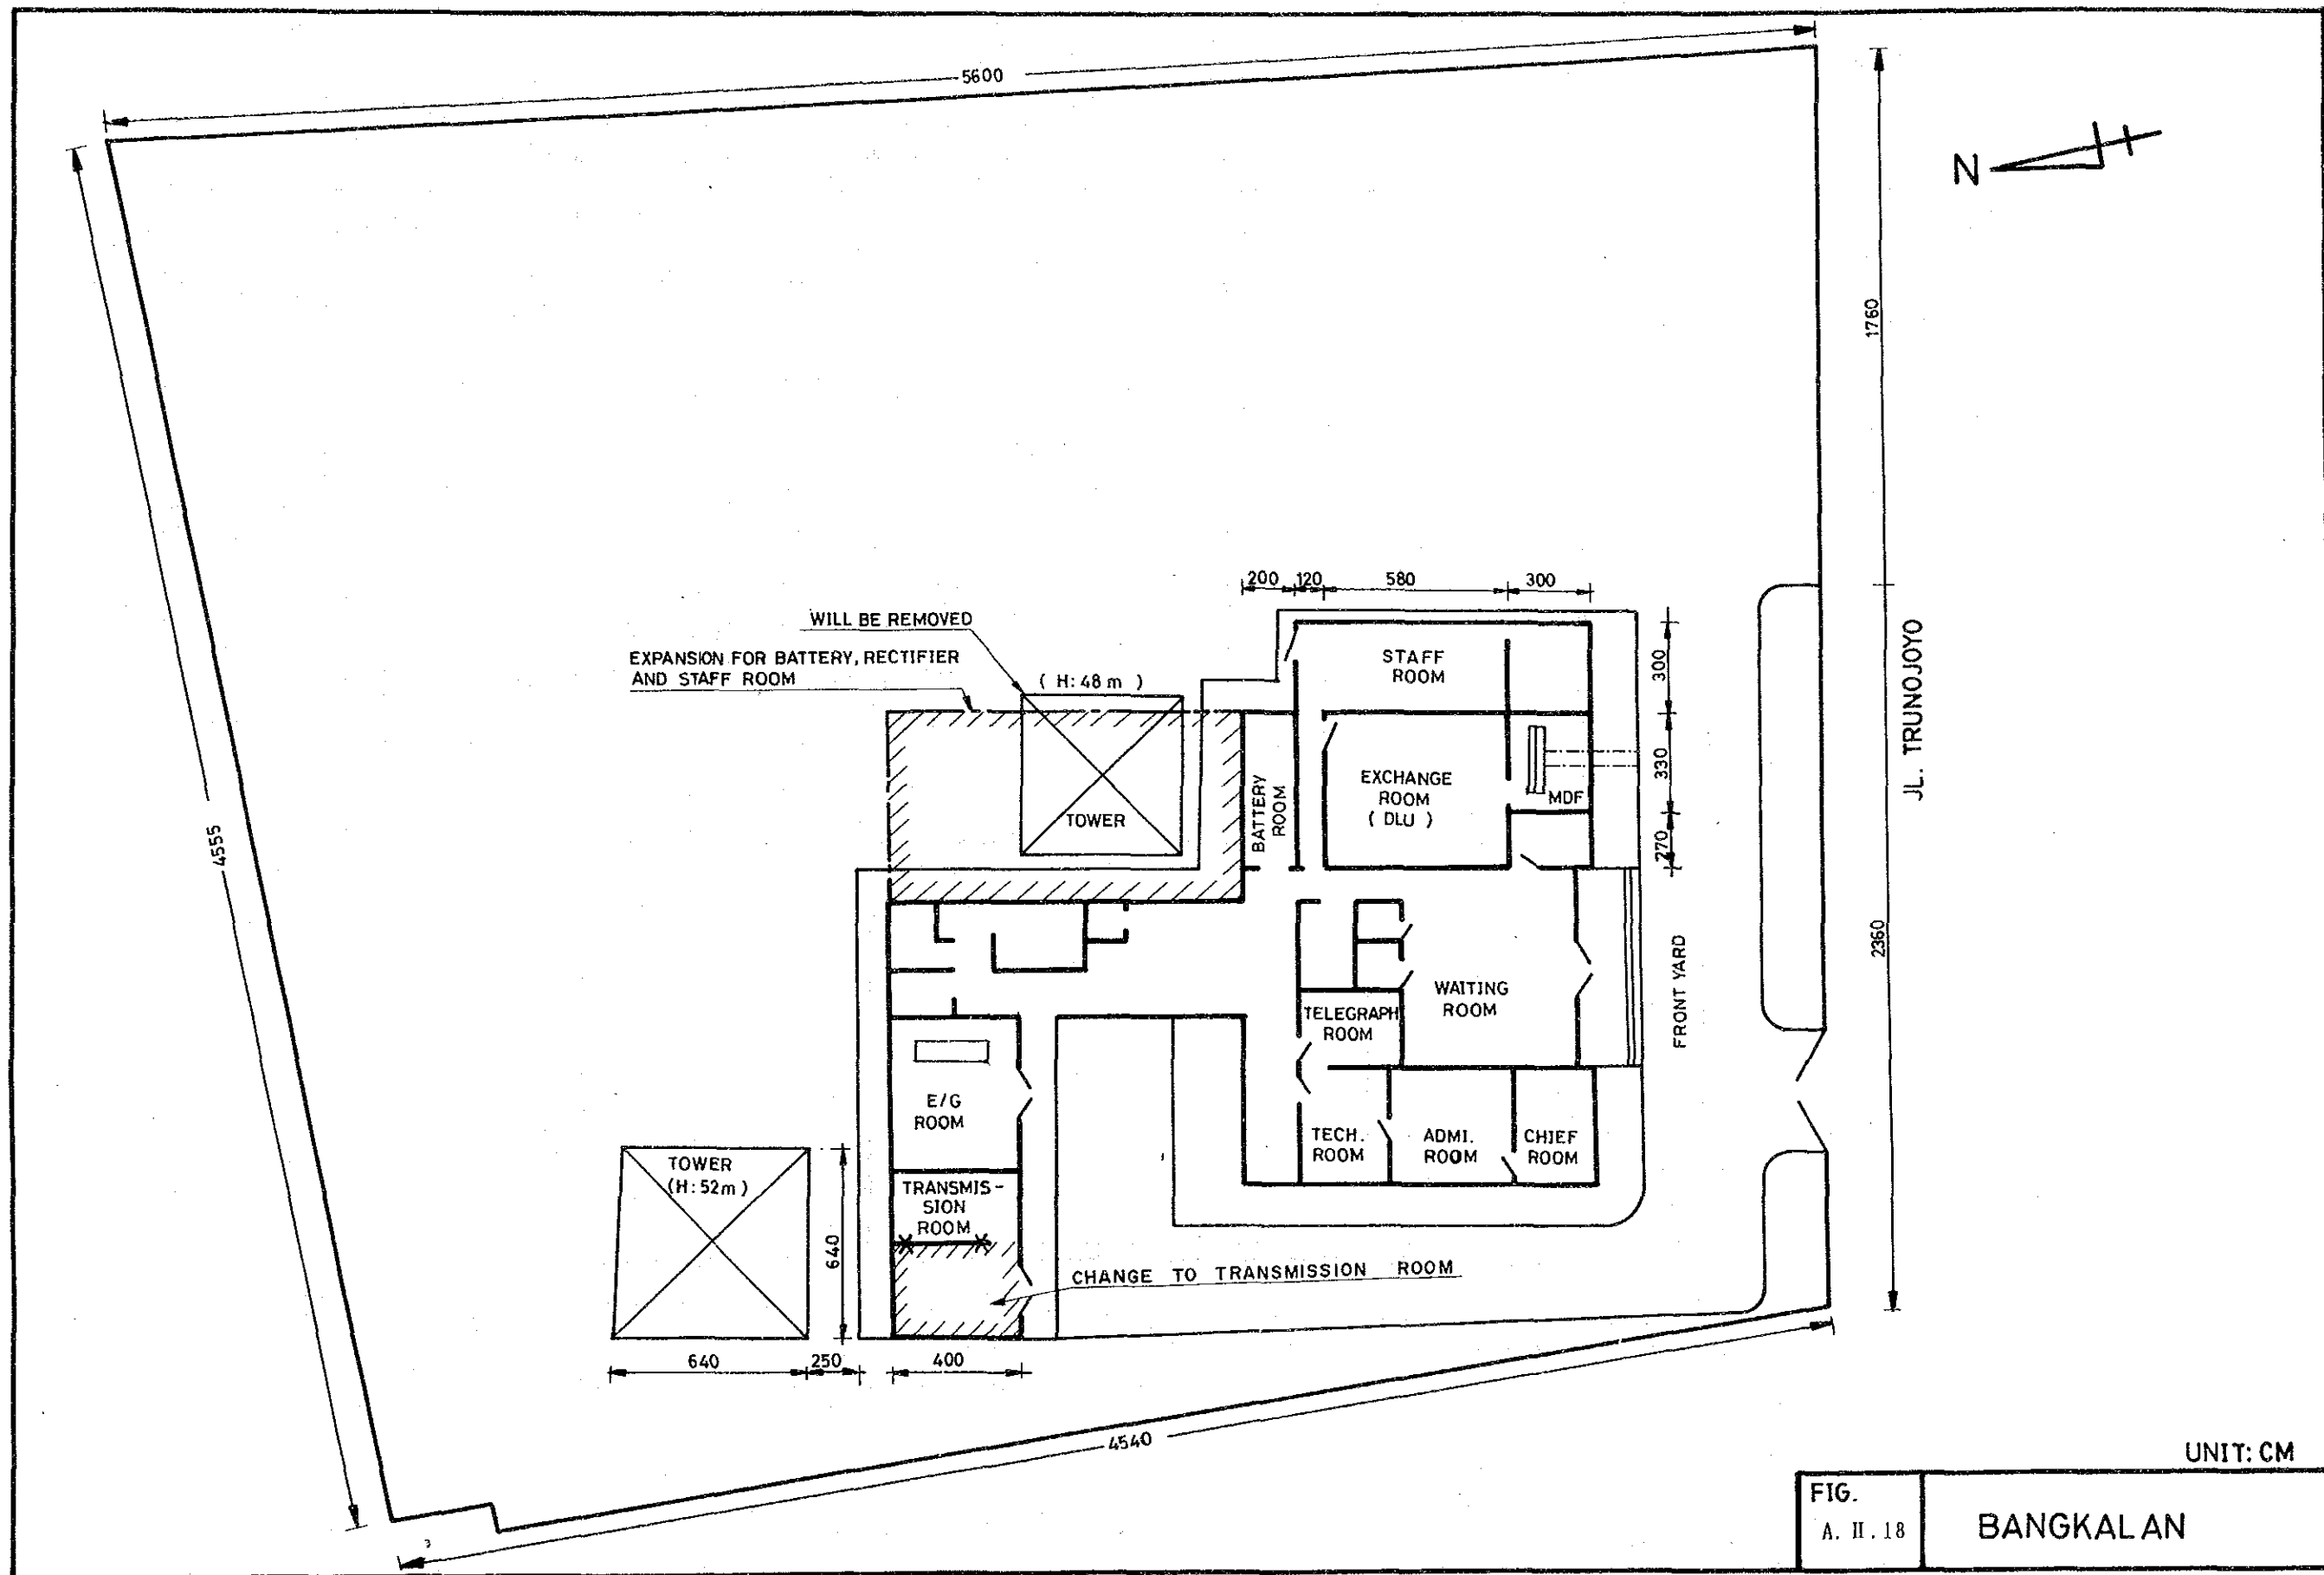 5600
N
1760
200 120 580 300
WILL BE REMOVED
EXPANSION FOR BATTERY, RECTIFIER
AND STAFF ROOM
( H: 48 m )
TOWER
STAFF
ROOM
300
JL. TRUNOJOYO
BATTERY
ROOM
EXCHANGE
ROOM
( DLU )
MDF
330
270
4555
2360
WAITING
ROOM
FRONT YARD
TELEGRAPH
ROOM
E/G
ROOM
TECH.
ROOM
ADMI.
ROOM
CHIEF
ROOM
TOWER
(H: 52m)
TRANSMIS-
SION
ROOM
640
CHANGE TO TRANSMISSION ROOM
640 250 400
4540
UNIT: CM
FIG.
A. II. 18
BANGKALAN